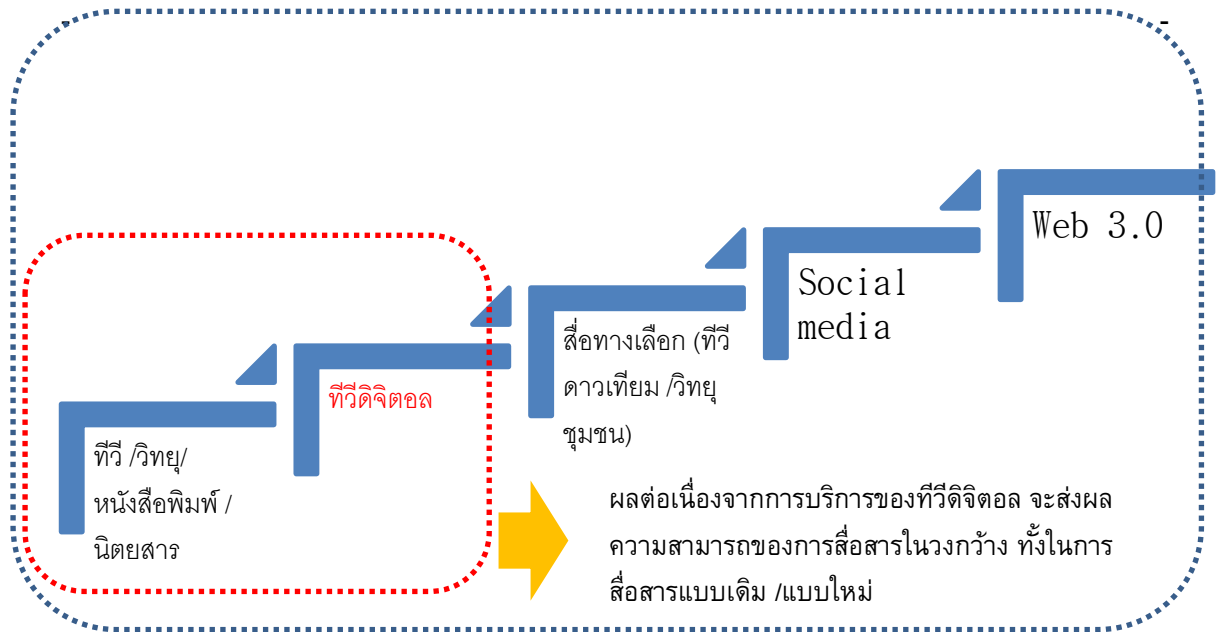 ทีวี /วิทยุ/
หนังสือพิมพ์ /
นิตยสาร
ทีวีดิจิตอล
สื่อทางเลือก (ทีวี
ดาวเทียม /วิทยุ
ชุมชน)
Social
media
Web 3.0
ผลต่อเนื่องจากการบริการของทีวีดิจิตอล จะส่งผล
ความสามารถของการสื่อสารในวงกว้าง ทั้งในการ
สื่อสารแบบเดิม /แบบใหม่